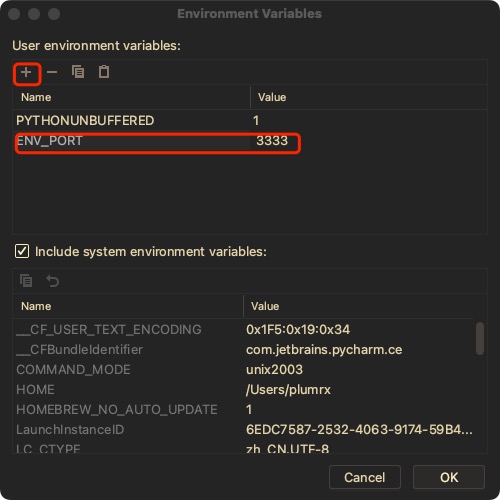 Environment Variables
User environment variables:
Name Value
PYTHONUNBUFFERED 1
ENV_PORT 3333
Include system environment variables:
Name Value
__CF_USER_TEXT_ENCODING 0x1F5:0x19:0x34
__CFBundleIdentifier com.jetbrains.pycharm.ce
COMMAND_MODE unix2003
HOME /Users/plumrx
HOMEBREW_NO_AUTO_UPDATE 1
LaunchInstanceID 6EDC7587-2532-4063-9174-59B4...
LC_CTYPE zh_CN.UTF-8
Cancel OK